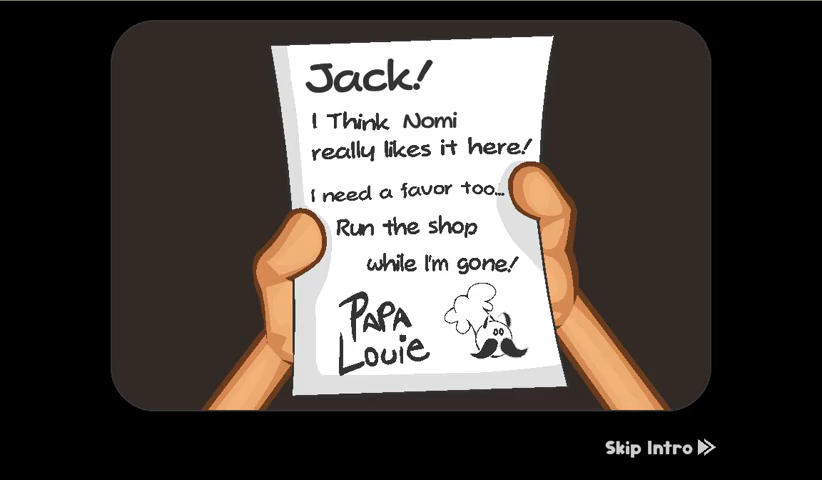 Jack!
I Think Nomi
really likes it here!
I need a favor too...
Run the shop
while I'm gone!
PAPA
Louie
Skip Intro